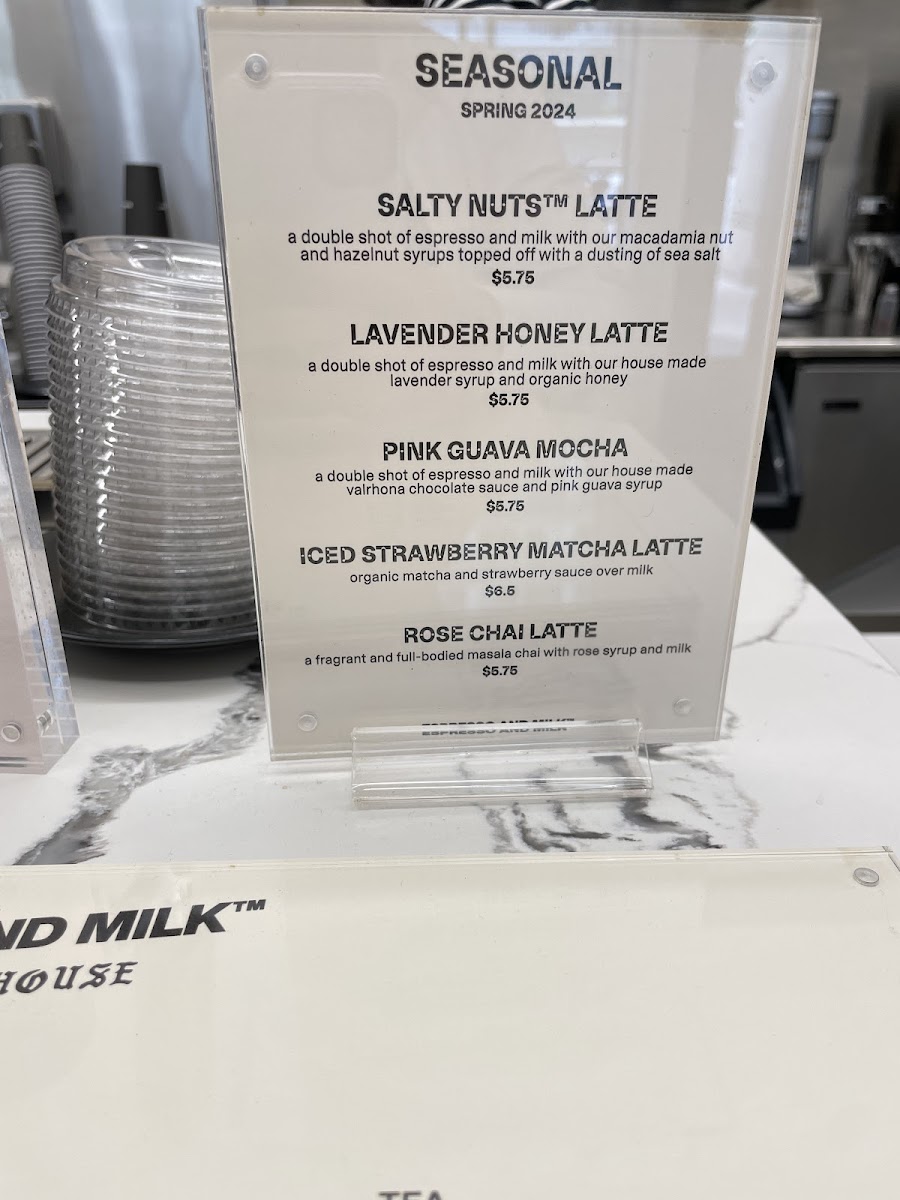 SEASONAL
SPRING 2024
SALTY NUTS™ LATTE
a double shot of espresso and milk with our macadamia nut
and hazelnut syrups topped off with a dusting of sea salt
$5.75
LAVENDER HONEY LATTE
a double shot of espresso and milk with our house made
lavender syrup and organic honey
$5.75
PINK GUAVA MOCHA
a double shot of espresso and milk with our house made
valrhona chocolate sauce and pink guava syrup
$5.75
ICED STRAWBERRY MATCHA LATTE
organic matcha and strawberry sauce over milk
$6.5
ROSE CHAI LATTE
a fragrant and full-bodied masala chai with rose syrup and milk
$5.75
ESPRESSO AND MILK™
ND MILK™
HOUSE
TEA